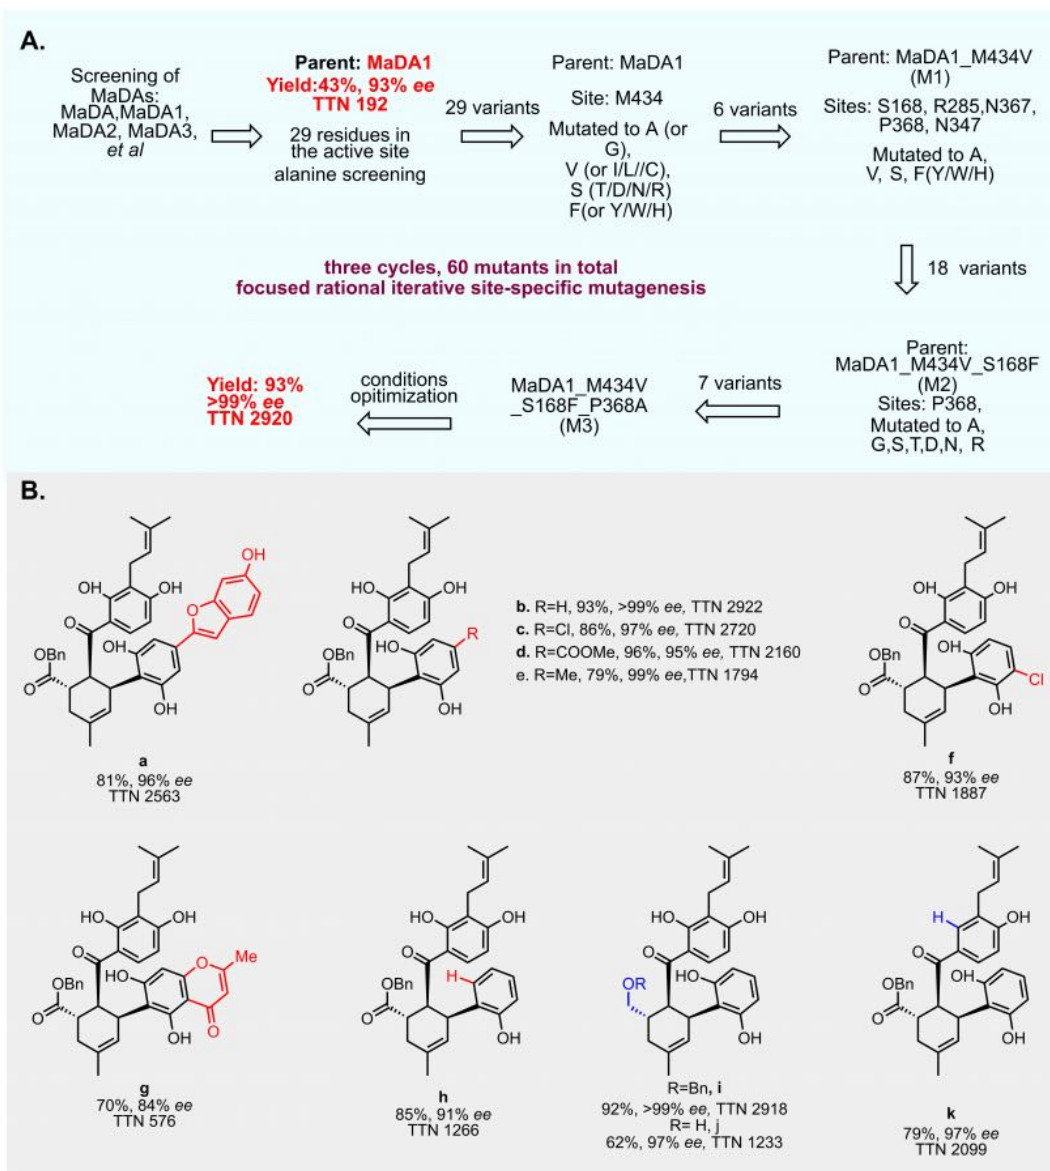 A.
Screening of
MaDAs:
MaDA,MaDA1,
MaDA2, MaDA3,
et al
Parent: MaDA1
Yield:43%, 93% ee
TTN 192
29 residues in
the active site
alanine screening
29 variants
Parent: MaDA1
Site: M434
Mutated to A (or
G),
V (or I/L//C),
S (T/D/N/R)
F(or Y/W/H)
6 variants
Parent: MaDA1_M434V
(M1)
Sites: S168, R285,N367,
P368, N347
Mutated to A,
V, S, F(Y/W/H)
three cycles, 60 mutants in total
focused rational iterative site-specific mutagenesis
18 variants
Parent:
MaDA1_M434V_S168F
(M2)
Sites: P368,
Mutated to A,
G,S,T,D,N, R
7 variants
MaDA1_M434V
_S168F_P368A
(M3)
conditions
opitimization
Yield: 93%
>99% ee
TTN 2920
B.
OH
OH
OH
O
O
OBn
HO
O
OH
a
81%, 96% ee
TTN 2563
HO
OH
O
R
OBn
HO
O
OH
b. R=H, 93%, >99% ee, TTN 2922
c. R=Cl, 86%, 97% ee, TTN 2720
d. R=COOMe, 96%, 95% ee, TTN 2160
e. R=Me, 79%, 99% ee,TTN 1794
HO
OH
O
HO
OBn
Cl
O
OH
f
87%, 93% ee
TTN 1887
HO
OH
O
O
Me
OBn
HO
O
O
OH
g
70%, 84% ee
TTN 576
HO
OH
O
H
OBn
O
OH
h
85%, 91% ee
TTN 1266
HO
OH
O
OR
HO
OH
R=Bn, i
92%, >99% ee, TTN 2918
R= H, j
62%, 97% ee, TTN 1233
H
OH
O
HO
OBn
O
OH
k
79%, 97% ee
TTN 2099